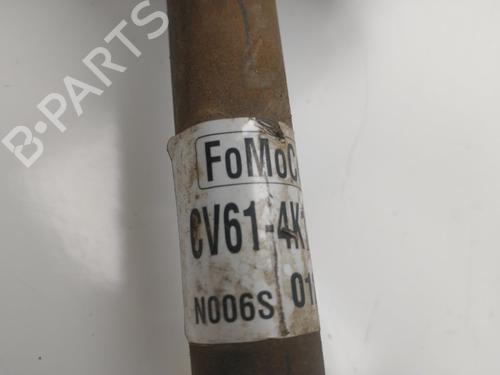 B-PARTS
FoMoC
CV61-4K
N006S 01